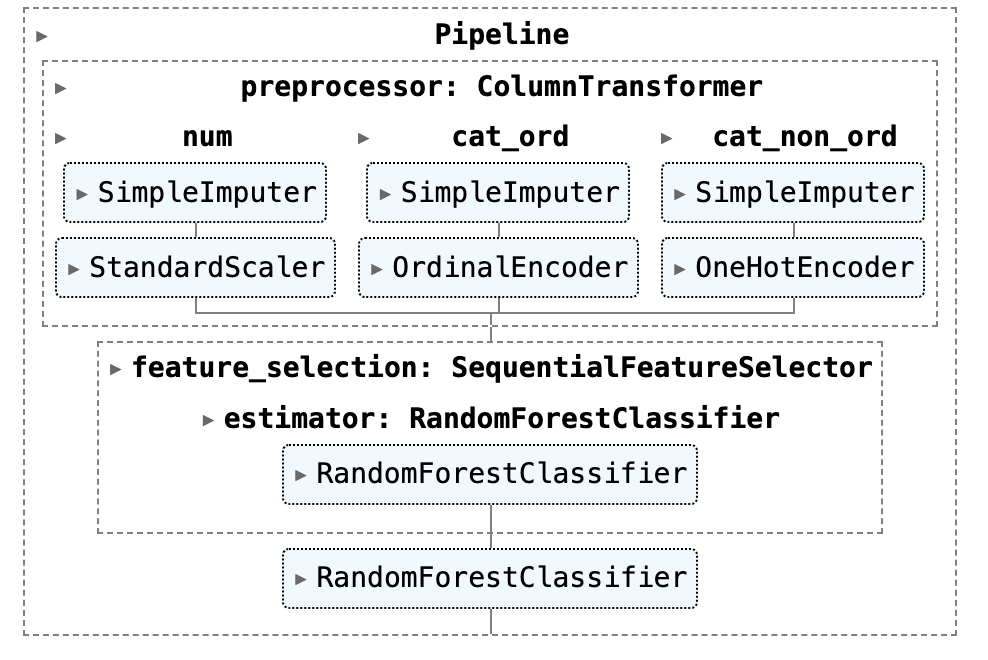 Pipeline
preprocessor: ColumnTransformer
num cat_ord cat_non_ord
SimpleImputer SimpleImputer SimpleImputer
StandardScaler OrdinalEncoder OneHotEncoder
feature_selection: SequentialFeatureSelector
estimator: RandomForestClassifier
RandomForestClassifier
RandomForestClassifier